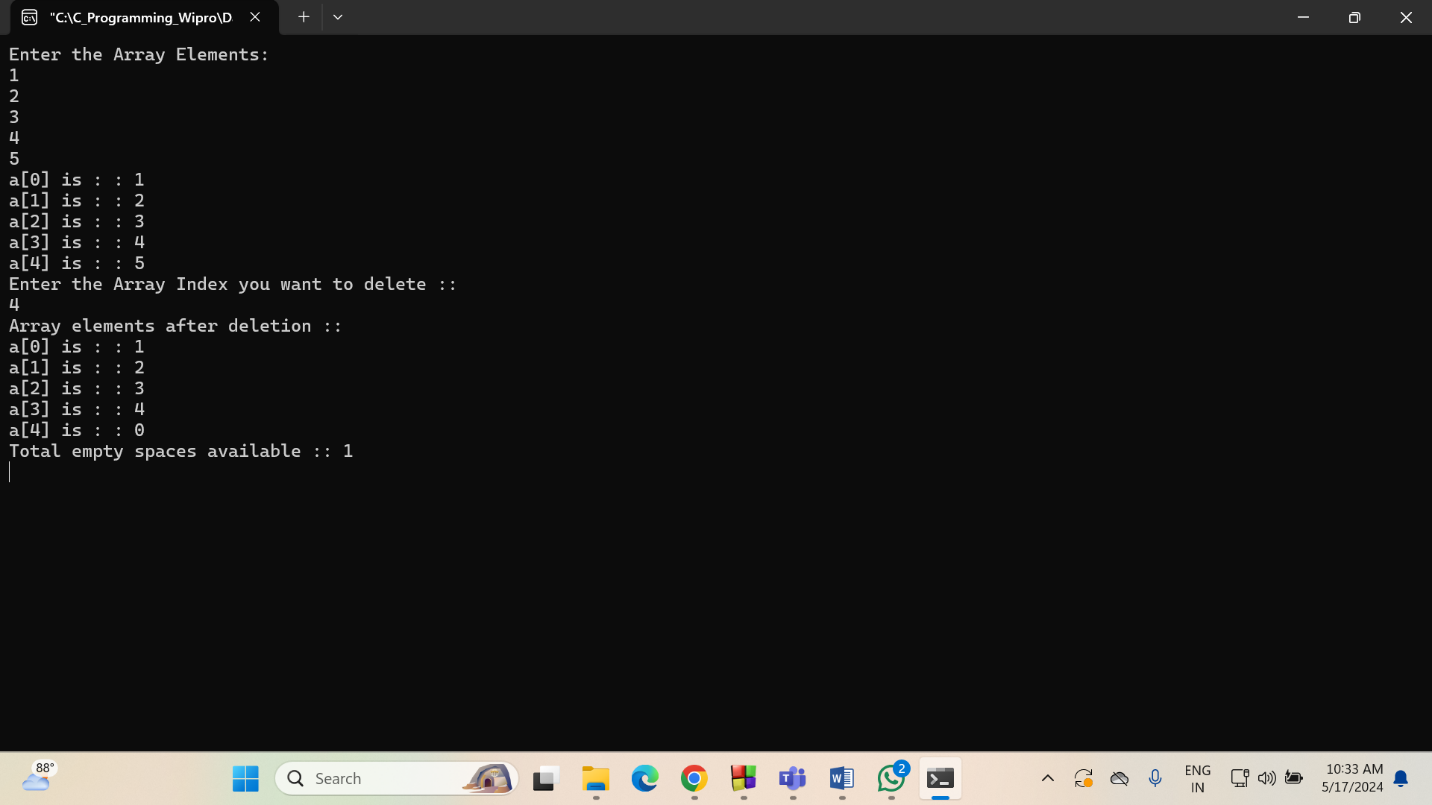 "C:\C_Programming_Wipro\D
Enter the Array Elements:
1
2
3
4
5
a[0] is : : 1
a[1] is : : 2
a[2] is : : 3
a[3] is : : 4
a[4] is : : 5
Enter the Array Index you want to delete ::
4
Array elements after deletion ::
a[0] is : : 1
a[1] is : : 2
a[2] is : : 3
a[3] is : : 4
a[4] is : : 0
Total empty spaces available :: 1
88°
Search
2
ENG
IN
10:33 AM
5/17/2024